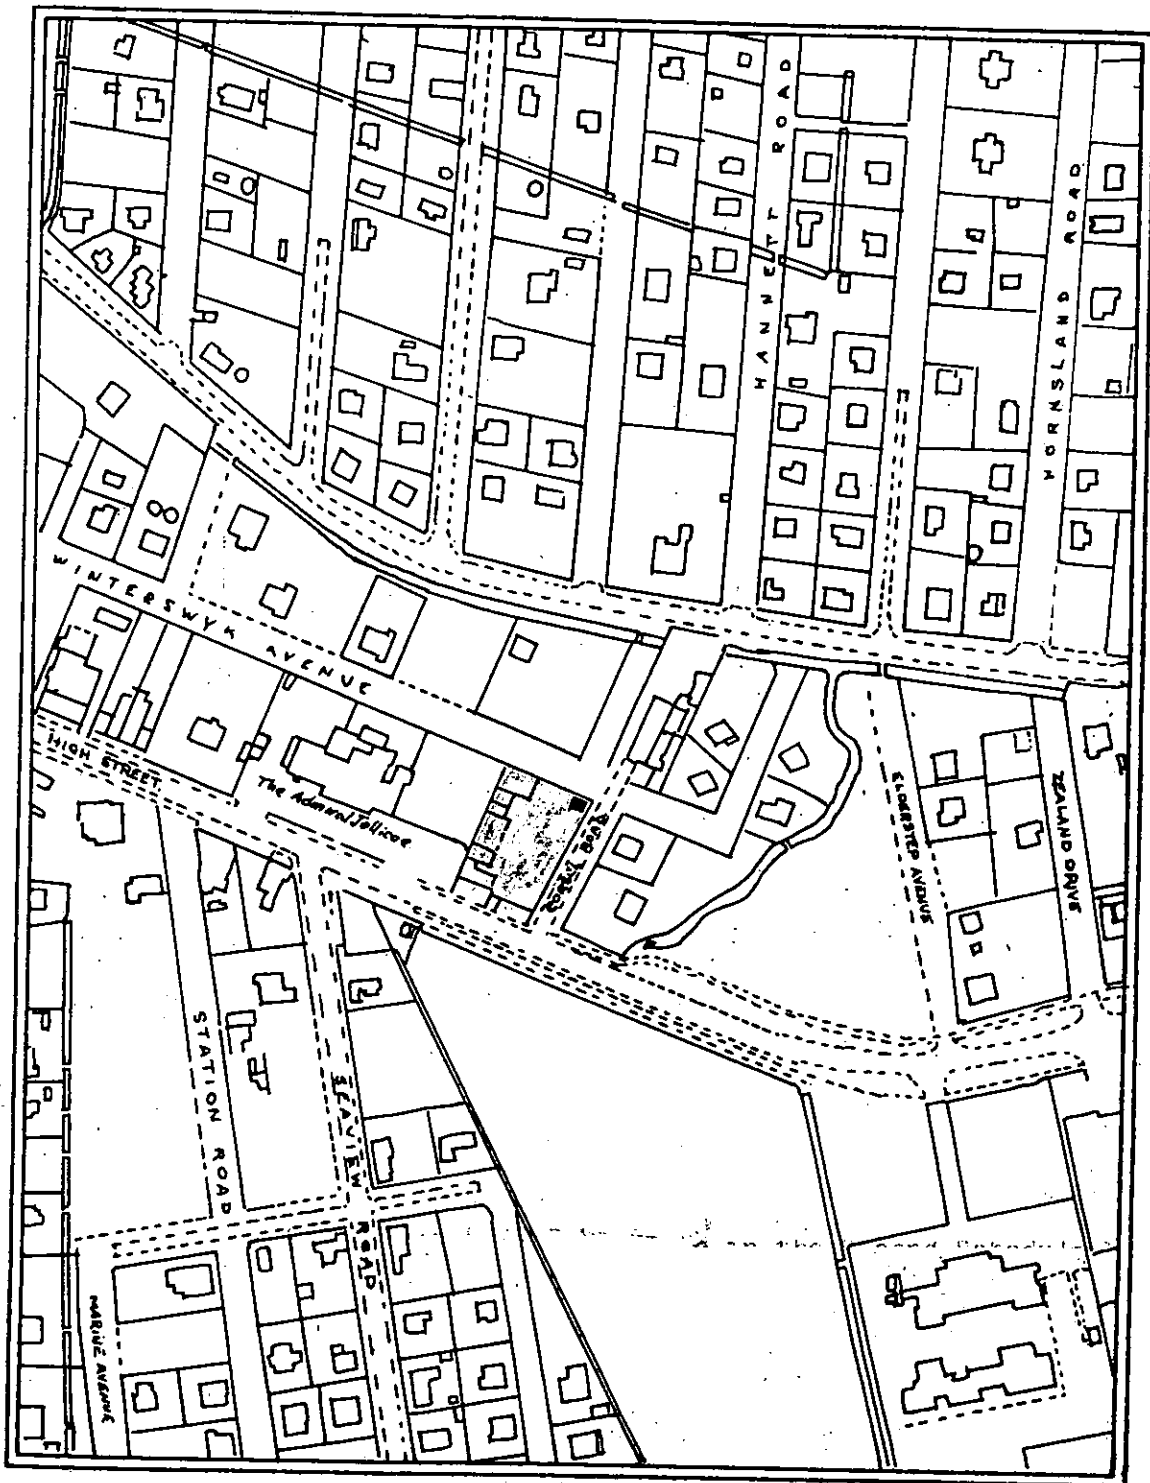 HANNETT ROAD
HORNSLAND ROAD
WINTERSWYK AVENUE
HIGH STREET
The Admiral Jellicoe
ELDERSTEP AVENUE
ZEALAND DRIVE
STATION ROAD
SEAVIEW ROAD
MARINE AVENUE